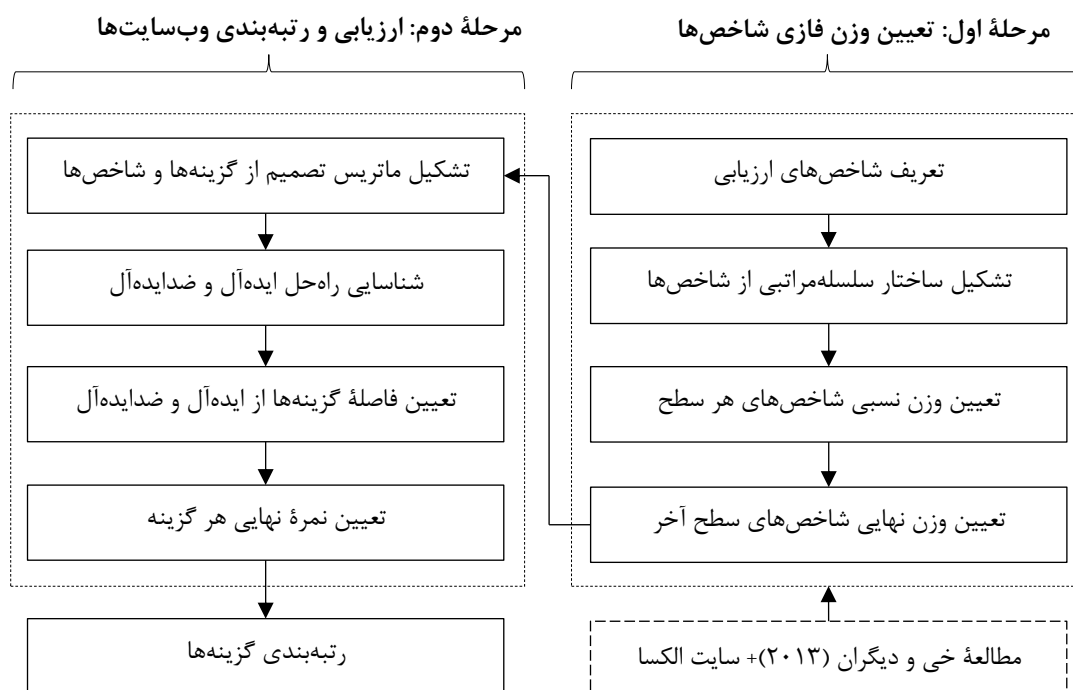 مرحلهٔ اول: تعیین وزن فازی شاخص‌ها
تعریف شاخص‌های ارزیابی
تشکیل ساختار سلسله‌مراتبی از شاخص‌ها
تعیین وزن نسبی شاخص‌های هر سطح
تعیین وزن نهایی شاخص‌های سطح آخر
مطالعهٔ خی و دیگران (۲۰۱۳)+ سایت الکسا
مرحلهٔ دوم: ارزیابی و رتبه‌بندی وب‌سایت‌ها
تشکیل ماتریس تصمیم از گزینه‌ها و شاخص‌ها
شناسایی راه‌حل ایده‌آل و ضدایده‌آل
تعیین فاصلهٔ گزینه‌ها از ایده‌آل و ضدایده‌آل
تعیین نمرهٔ نهایی هر گزینه
رتبه‌بندی گزینه‌ها